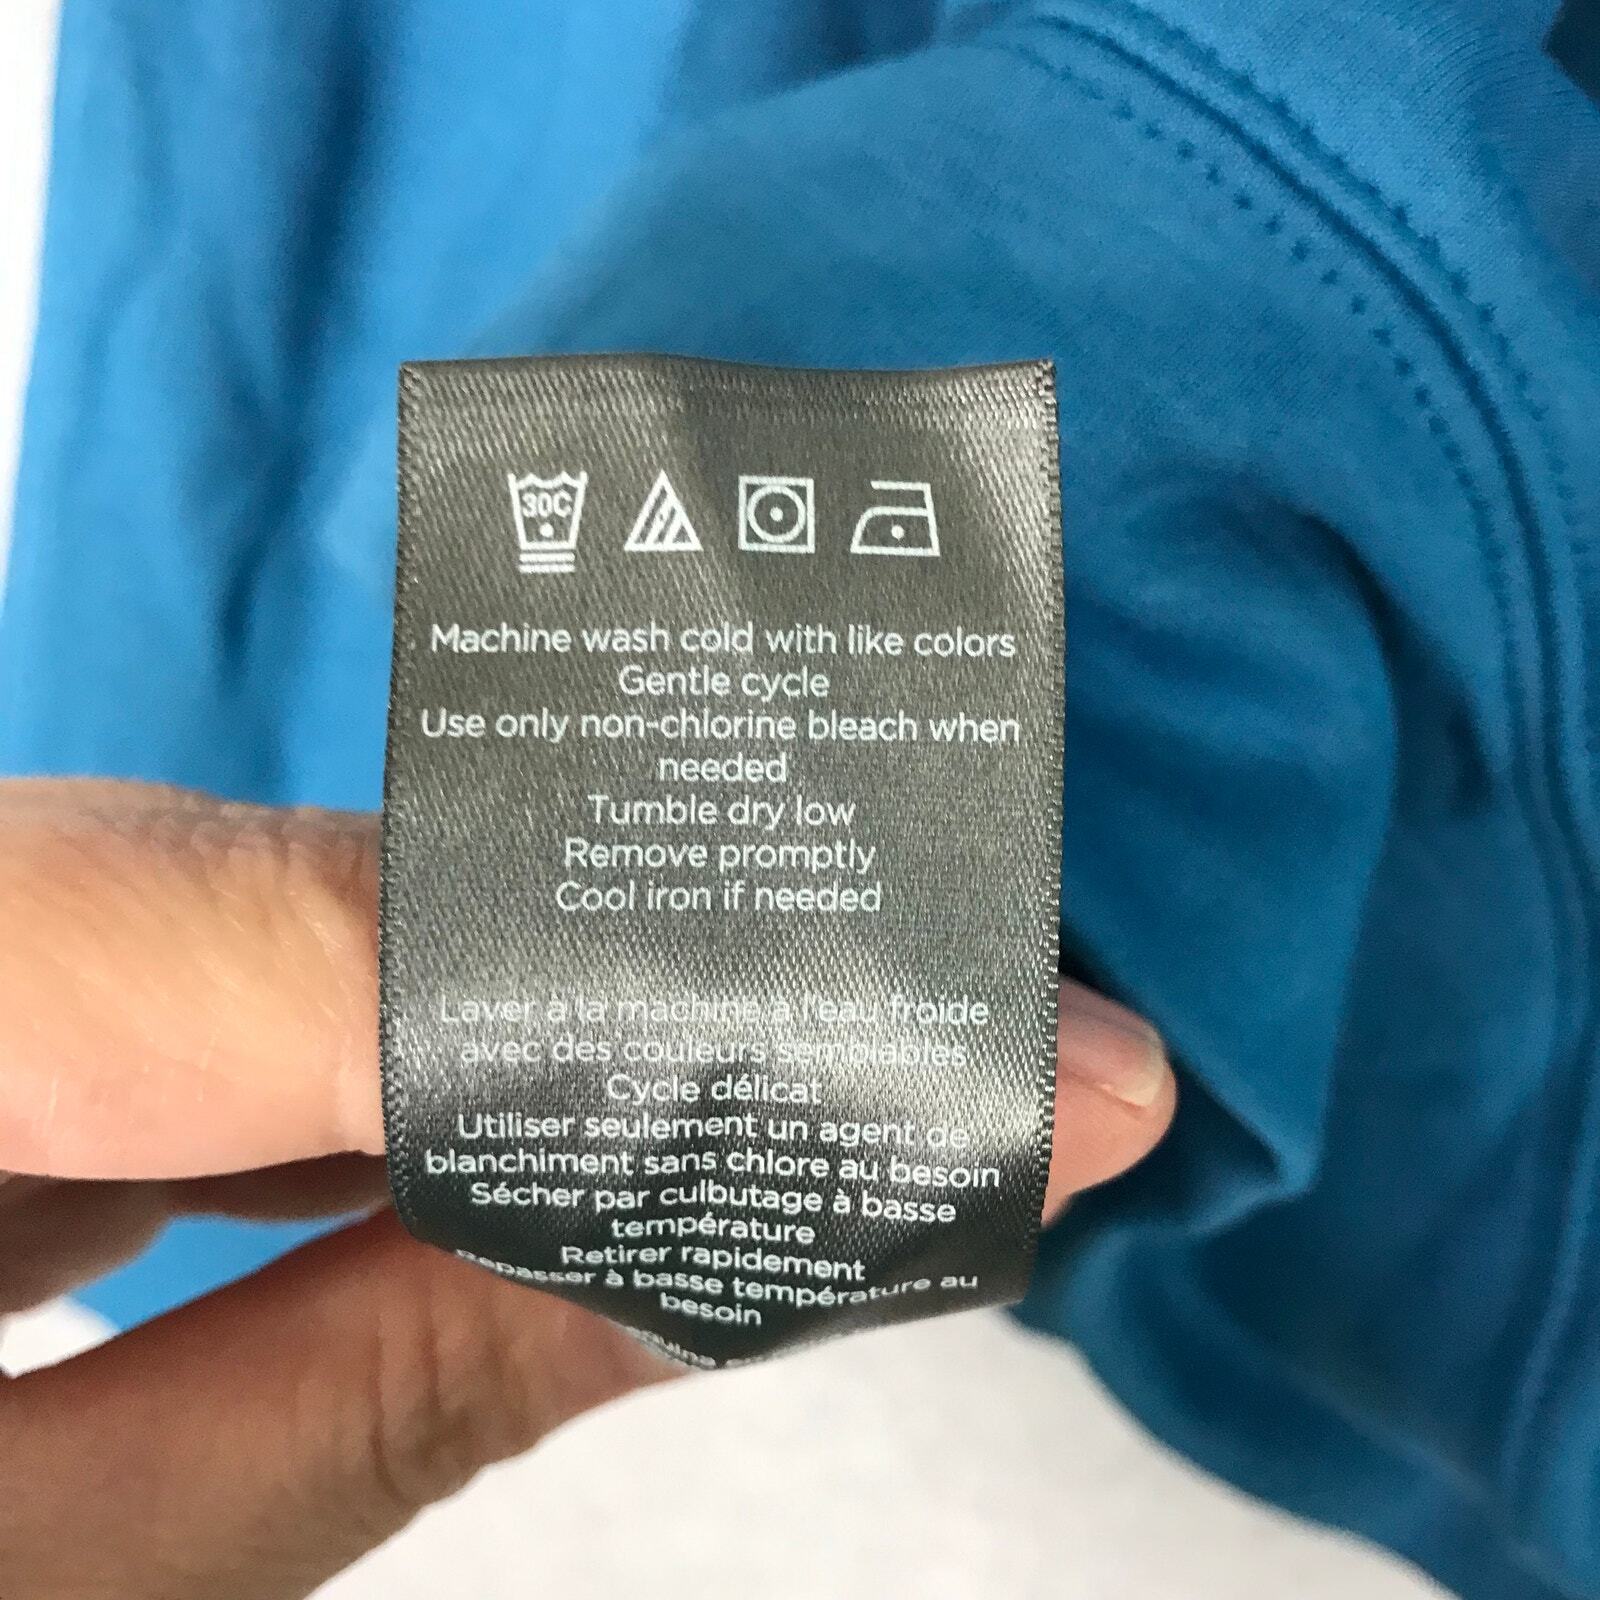 30C
Machine wash cold with like colors
Gentle cycle
Use only non-chlorine bleach when
needed
Tumble dry low
Remove promptly
Cool iron if needed
Laver à la machine à l'eau froide
avec des couleurs semblables
Cycle délicat
Utiliser seulement un agent de
blanchiment sans chlore au besoin
Sécher par culbutage à basse
température
Retirer rapidement
Repasser à basse température au
besoin